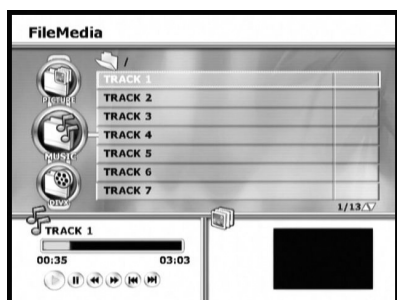 FileMedia
/
PICTURE
MUSIC
DIVX
TRACK 1
TRACK 2
TRACK 3
TRACK 4
TRACK 5
TRACK 6
TRACK 7
1/13
TRACK 1
00:35 03:03